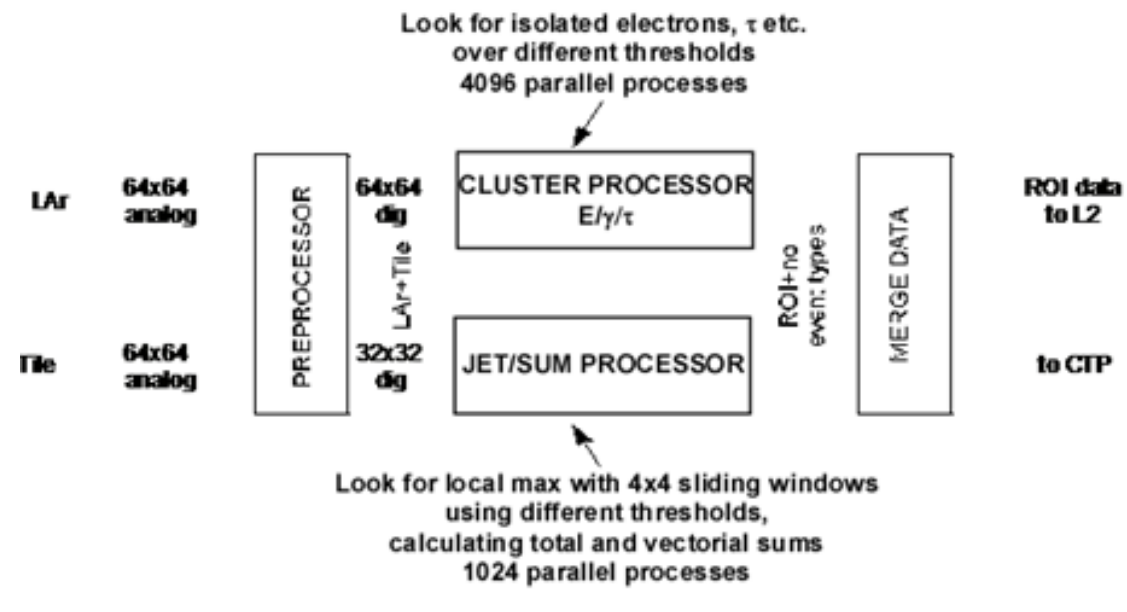 Look for isolated electrons, τ etc.
over different thresholds
4096 parallel processes
LAr
64x64
analog
PREPROCESSOR
64x64
dig
LAr+Tile
CLUSTER PROCESSOR
E/γ/τ
ROI+no
event types
MERGE DATA
ROI data
to L2
Tile
64x64
analog
32x32
dig
JET/SUM PROCESSOR
to CTP
Look for local max with 4x4 sliding windows
using different thresholds,
calculating total and vectorial sums
1024 parallel processes